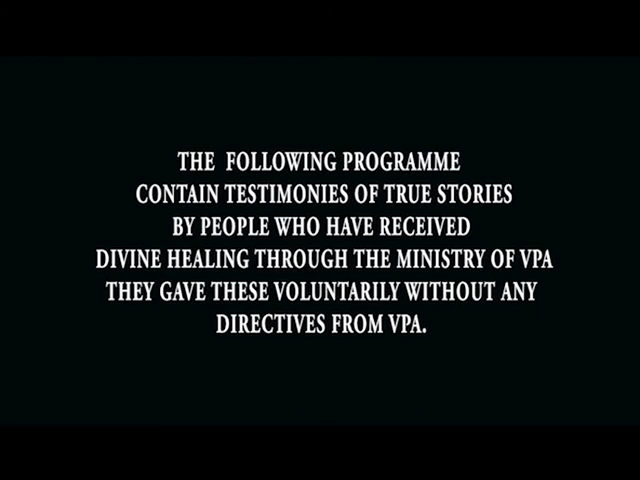 THE FOLLOWING PROGRAMME
CONTAIN TESTIMONIES OF TRUE STORIES
BY PEOPLE WHO HAVE RECEIVED
DIVINE HEALING THROUGH THE MINISTRY OF VPA
THEY GAVE THESE VOLUNTARILY WITHOUT ANY
DIRECTIVES FROM VPA.